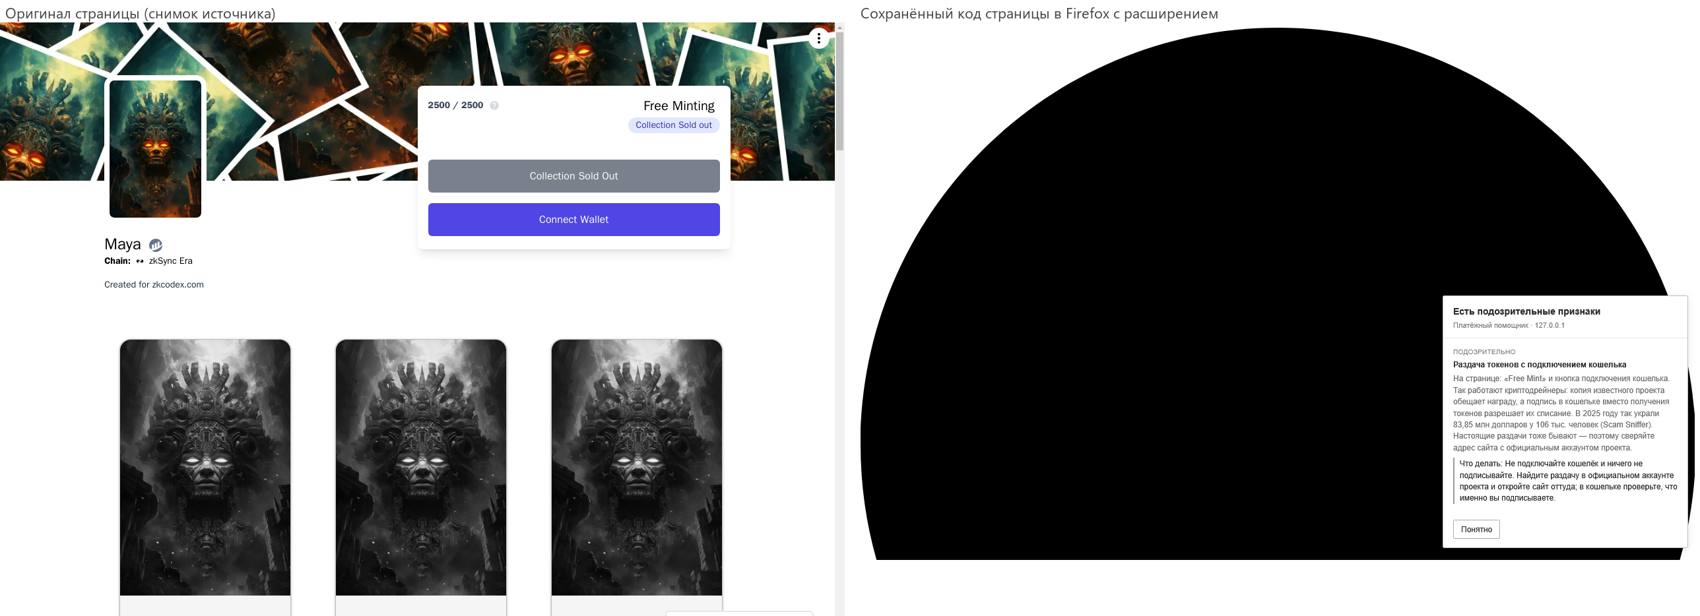 Оригинал страницы (снимок источника)
2500 / 2500
Free Minting
Collection Sold out
Collection Sold Out
Connect Wallet
Maya
Chain: zkSync Era
Created for zkcodex.com
Сохранённый код страницы в Firefox с расширением
Есть подозрительные признаки
Платёжный помощник · 127.0.0.1
ПОДОЗРИТЕЛЬНО
Раздача токенов с подключением кошелька
На странице: «Free Mint» и кнопка подключения кошелька.
Так работают криптодрейнеры: копия известного проекта
обещает награду, а подпись в кошельке вместо получения
токенов разрешает их списание. В 2025 году так украли
83,85 млн долларов у 106 тыс. человек (Scam Sniffer).
Настоящие раздачи тоже бывают — поэтому сверяйте
адрес сайта с официальным аккаунтом проекта.
Что делать: Не подключайте кошелёк и ничего не
подписывайте. Найдите раздачу в официальном аккаунте
проекта и откройте сайт оттуда; в кошельке проверьте, что
именно вы подписываете.
Понятно